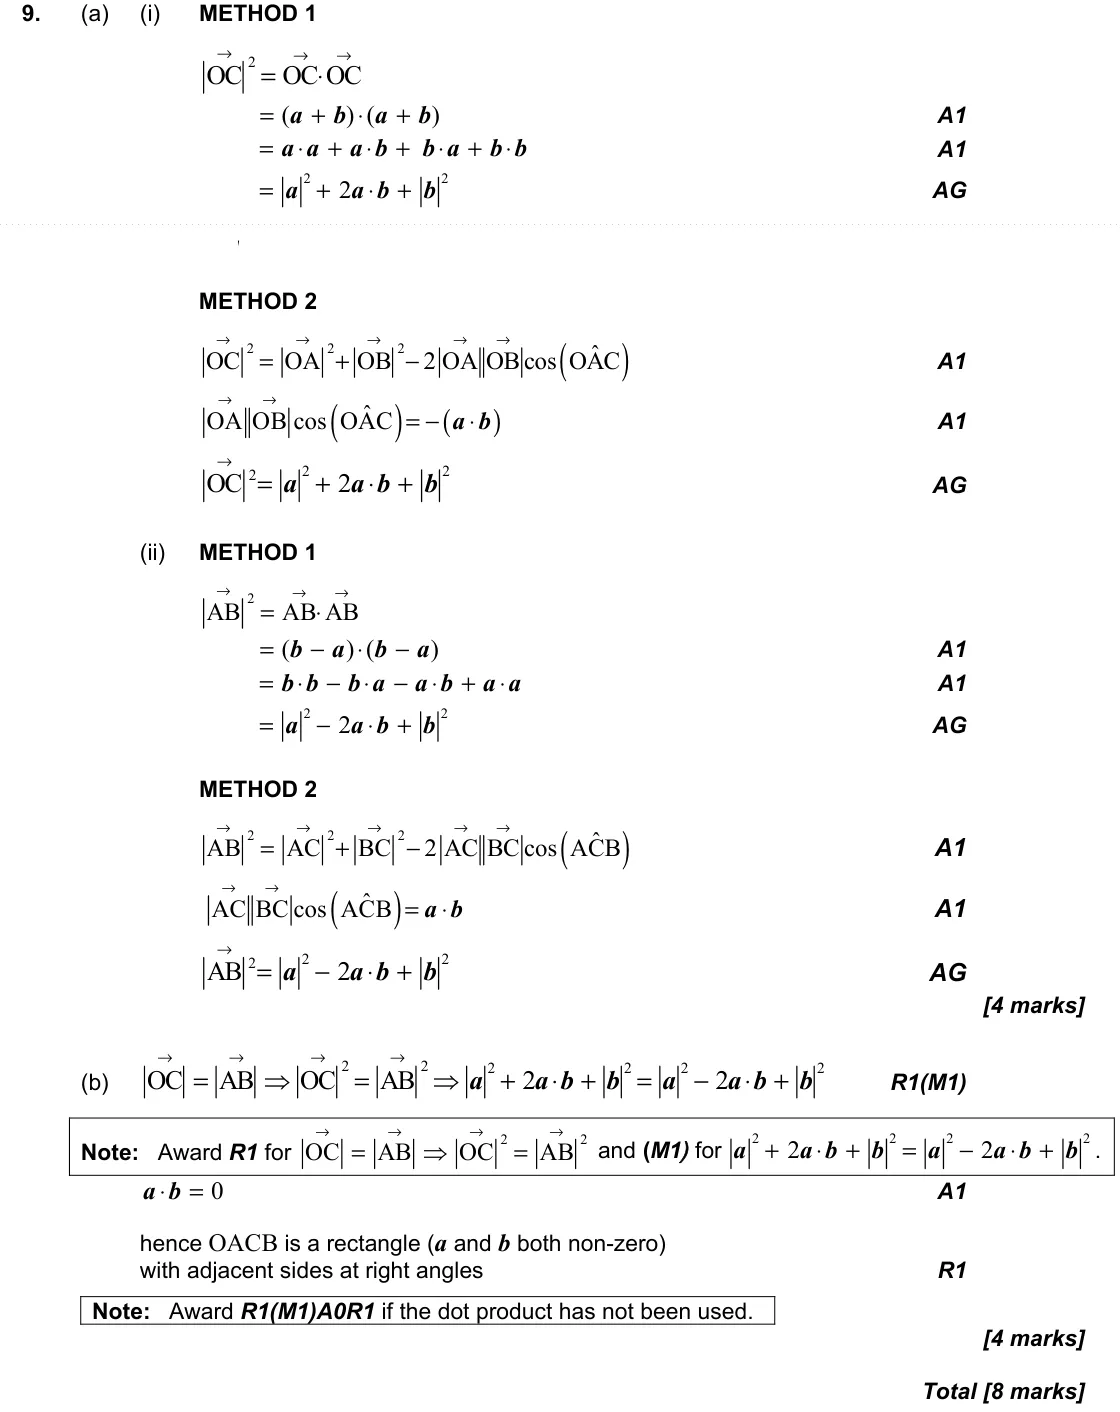 9. (a) (i) METHOD 1
|OC→|² = OC→·OC→
= (a + b)·(a + b) A1
= a·a + a·b + b·a + b·b A1
= |a|² + 2a·b + |b|² AG
METHOD 2
|OC→|² = |OA→|² + |OB→|² − 2|OA→||OB→|cos(OÂC) A1
|OA→||OB→|cos(OÂC) = −(a·b) A1
|OC→|² = |a|² + 2a·b + |b|² AG
(ii) METHOD 1
|AB→|² = AB→·AB→
= (b − a)·(b − a) A1
= b·b − b·a − a·b + a·a A1
= |a|² − 2a·b + |b|² AG
METHOD 2
|AB→|² = |AC→|² + |BC→|² − 2|AC→||BC→|cos(AĈB) A1
|AC→||BC→|cos(AĈB) = a·b A1
|AB→|² = |a|² − 2a·b + |b|² AG
[4 marks]
(b) |OC→| = |AB→| ⇒ |OC→|² = |AB→|² ⇒ |a|² + 2a·b + |b|² = |a|² − 2a·b + |b|² R1(M1)
Note: Award R1 for |OC→| = |AB→| ⇒ |OC→|² = |AB→|² and (M1) for |a|² + 2a·b + |b|² = |a|² − 2a·b + |b|².
a·b = 0 A1
hence OACB is a rectangle (a and b both non-zero)
with adjacent sides at right angles R1
Note: Award R1(M1)A0R1 if the dot product has not been used.
[4 marks]
Total [8 marks]